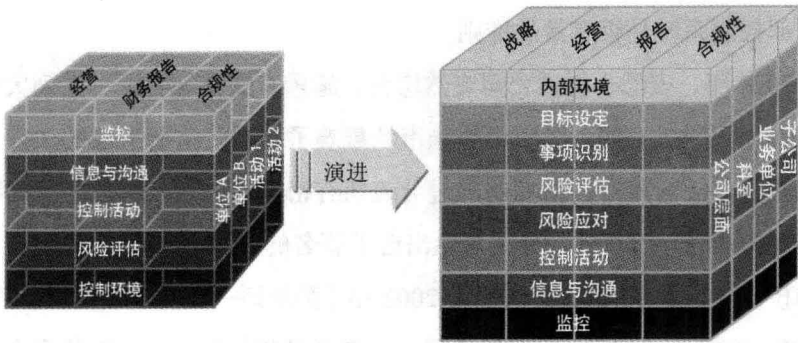 经营
财务报告
合规性
监控
信息与沟通
控制活动
风险评估
控制环境
单位A
单位B
活动1
活动2
演进
战略
经营
报告
合规性
内部环境
目标设定
事项识别
风险评估
风险应对
控制活动
信息与沟通
监控
公司层面
科室
业务单位
子公司